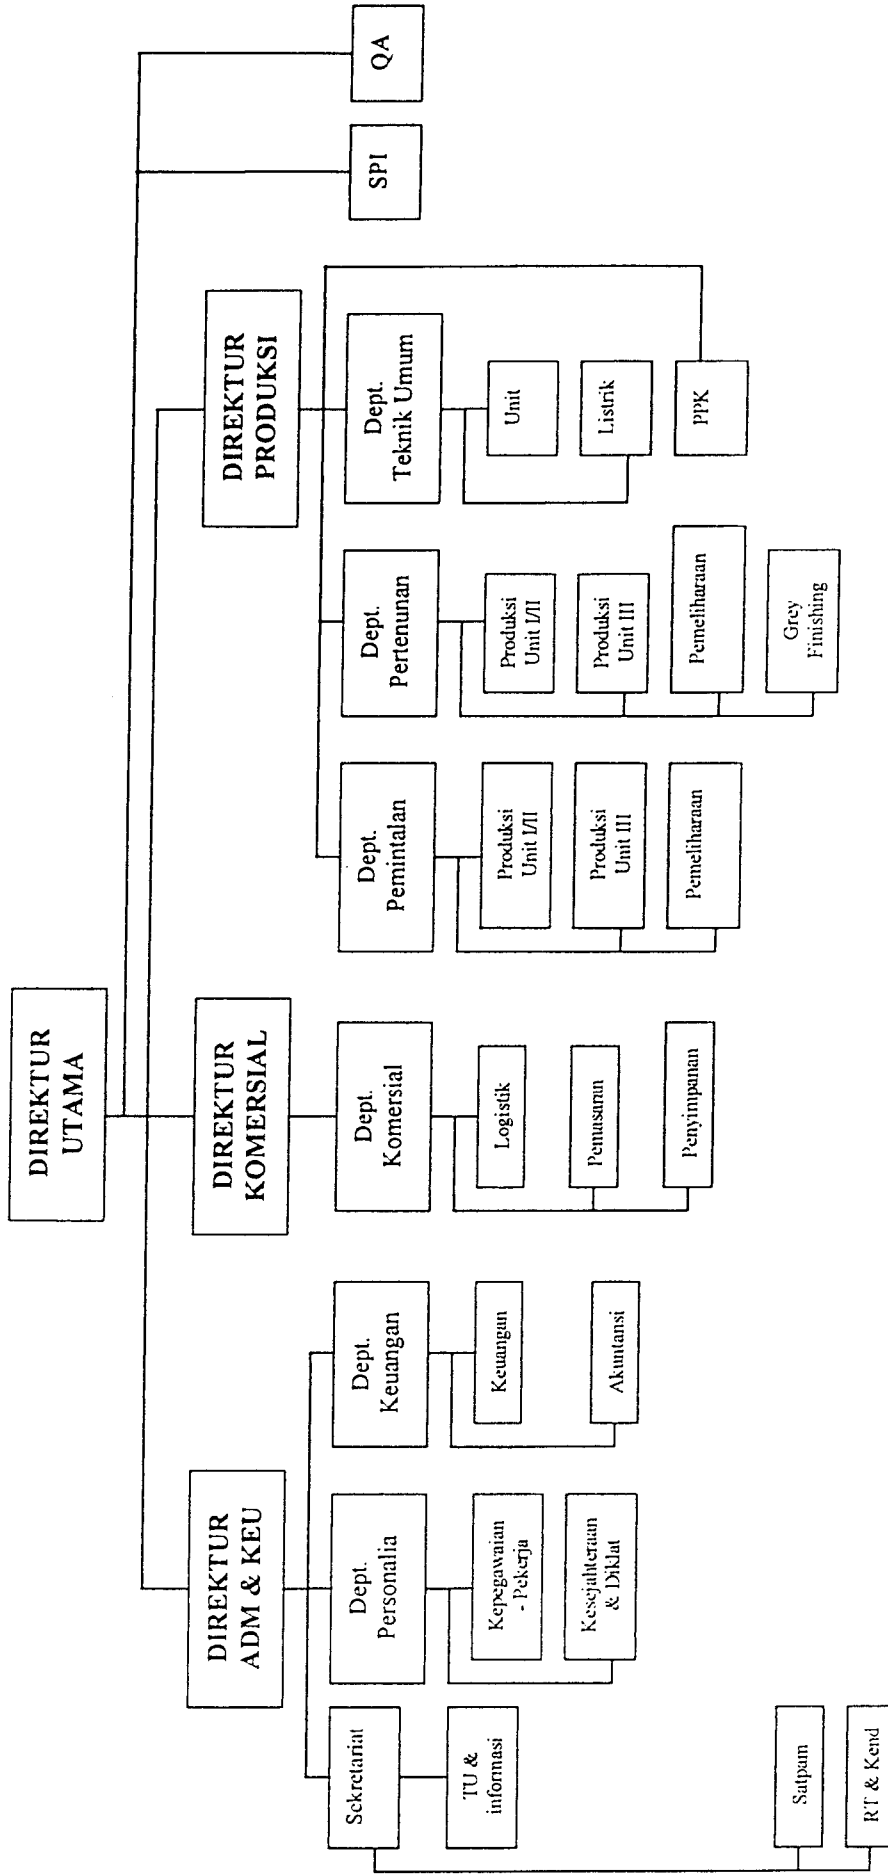 DIREKTUR
UTAMA
DIREKTUR
ADM & KEU
DIREKTUR
KOMERSIAL
DIREKTUR
PRODUKSI
SPI
QA
Sekretariat
Dept.
Personalia
Dept.
Keuangan
Dept.
Komersial
Dept.
Pemintalan
Dept.
Pertenunan
Dept.
Teknik Umum
TU &
informasi
Satpam
RT & Kend
Kepegawaian
- Pekerja
Kesejahteraan
& Diklat
Keuangan
Akuntansi
Logistik
Pemasaran
Penyimpanan
Produksi
Unit I/II
Produksi
Unit III
Pemeliharaan
Produksi
Unit I/II
Produksi
Unit III
Pemeliharaan
Grey
Finishing
Unit
Listrik
PPK